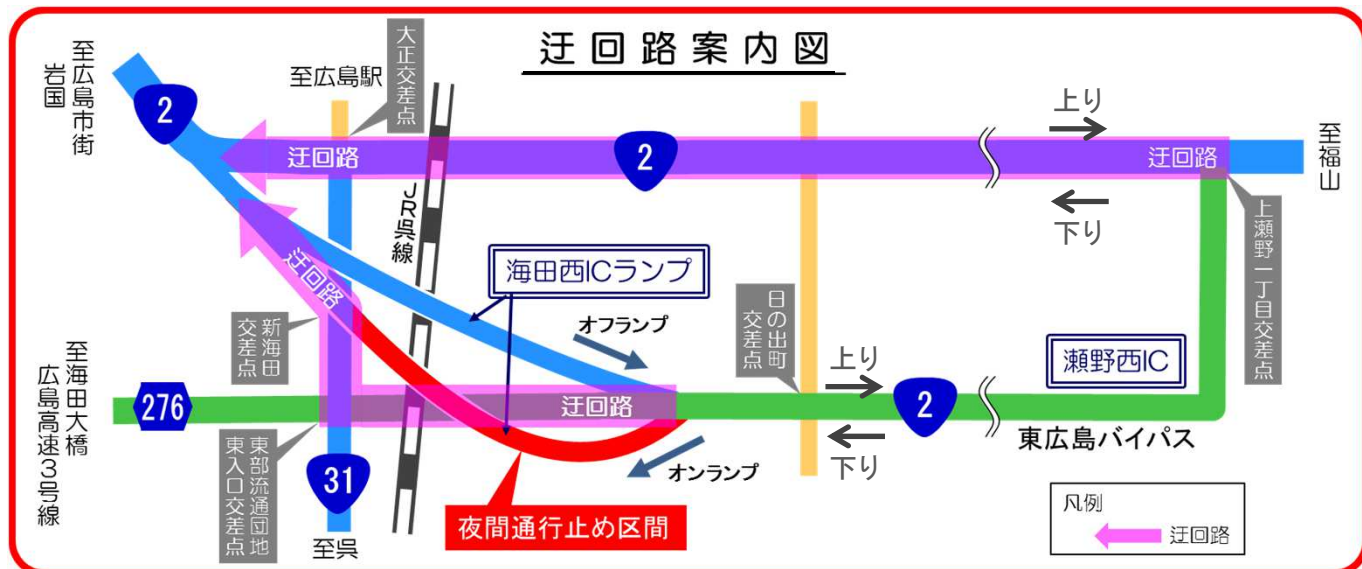 迂回路案内図
至広島市街
岩国
2
至広島駅
大正交差点
上り
迂回路
2
迂回路
至福山
下り
JR呉線
上瀬野一丁目交差点
迂回路
海田西ICランプ
新海田
交差点
オフランプ
日の出町
交差点
瀬野西IC
至海田大橋
広島高速3号線
276
迂回路
上り
2
下り
東広島バイパス
東部流通団地
東入口交差点
31
オンランプ
至呉
夜間通行止め区間
凡例
迂回路